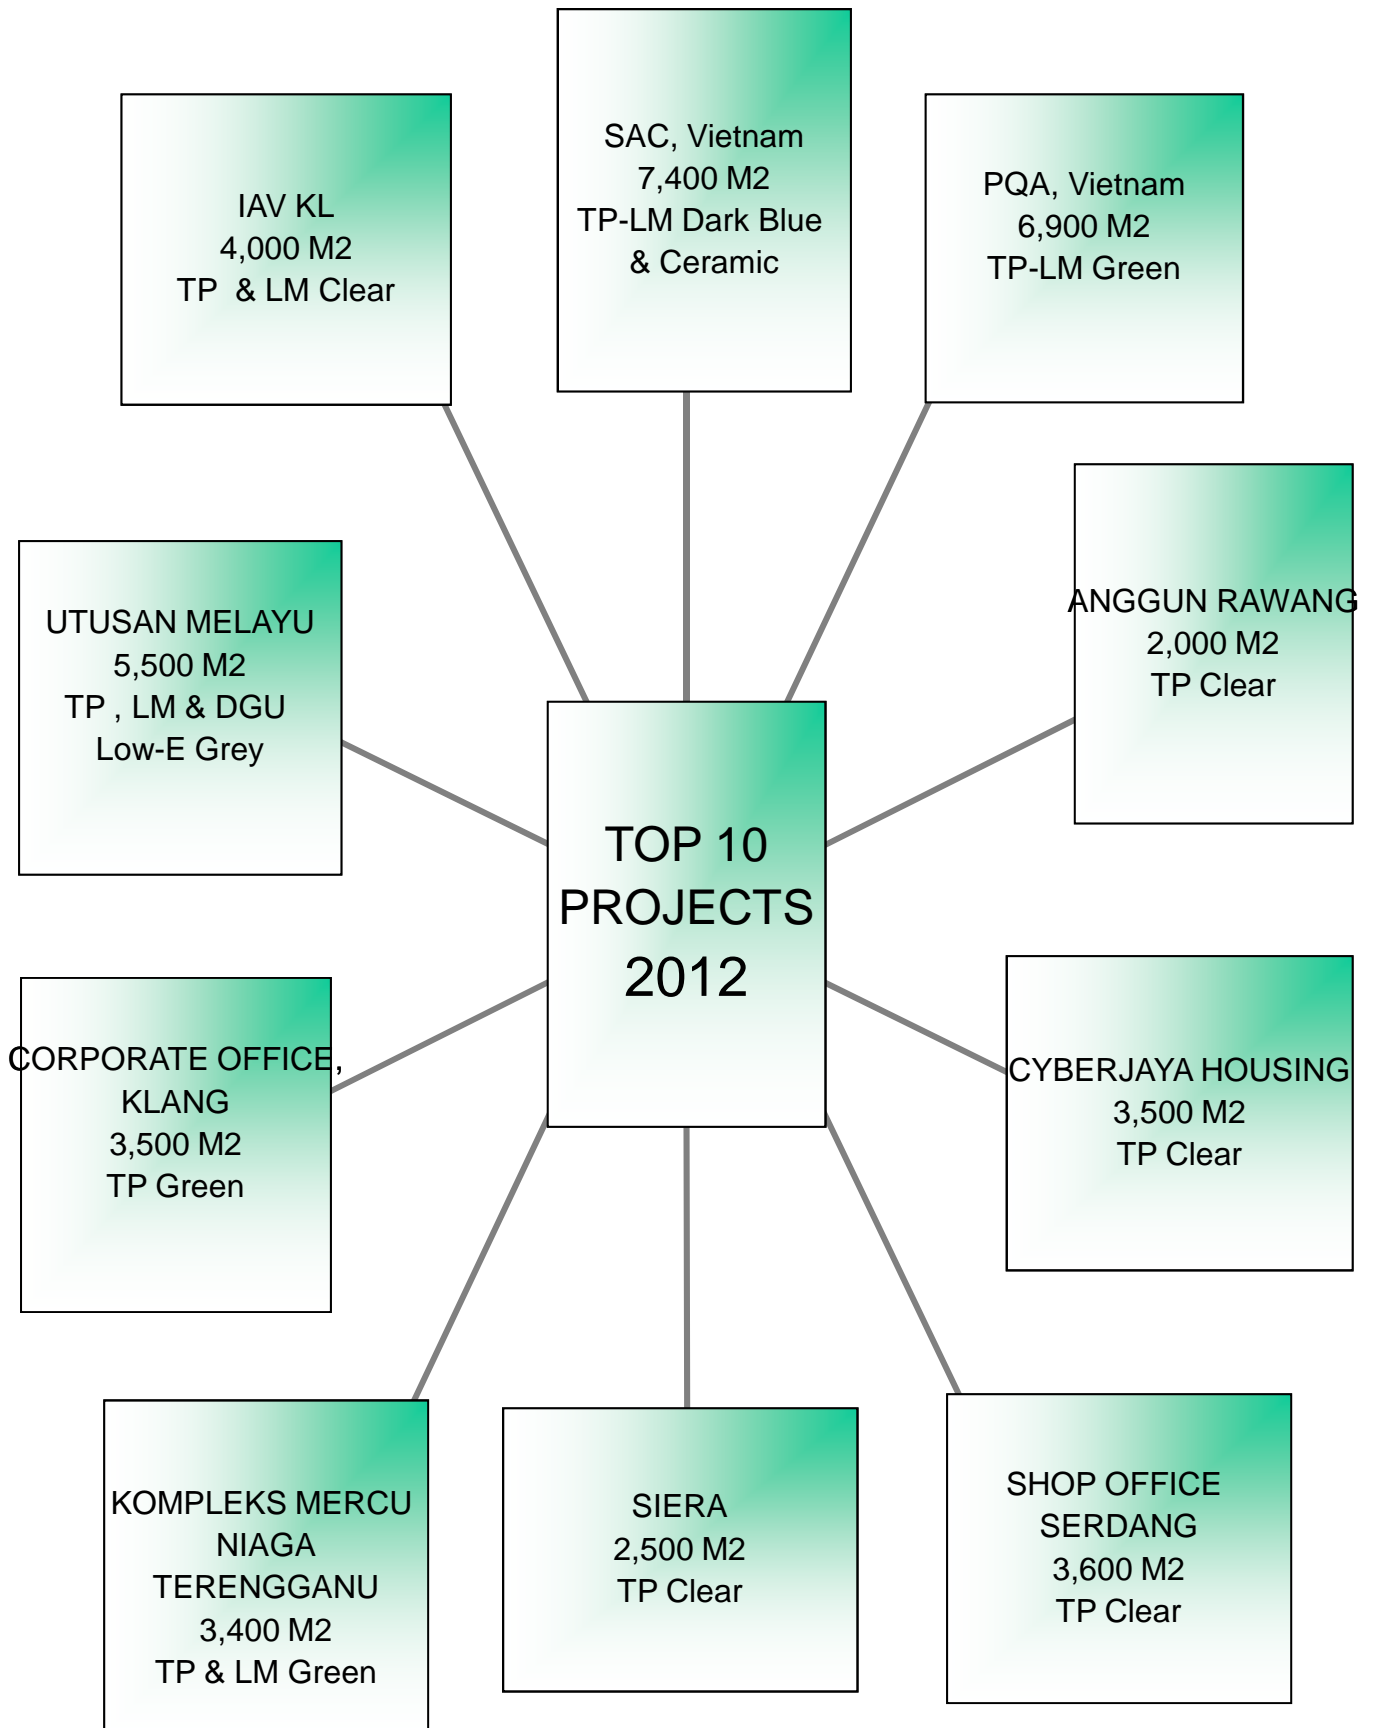 SAC, Vietnam
7,400 M2
TP-LM Dark Blue
& Ceramic
IAV KL
4,000 M2
TP & LM Clear
PQA, Vietnam
6,900 M2
TP-LM Green
UTUSAN MELAYU
5,500 M2
TP , LM & DGU
Low-E Grey
ANGGUN RAWANG
2,000 M2
TP Clear
TOP 10
PROJECTS
2012
CORPORATE OFFICE,
KLANG
3,500 M2
TP Green
CYBERJAYA HOUSING
3,500 M2
TP Clear
KOMPLEKS MERCU
NIAGA
TERENGGANU
3,400 M2
TP & LM Green
SIERA
2,500 M2
TP Clear
SHOP OFFICE
SERDANG
3,600 M2
TP Clear